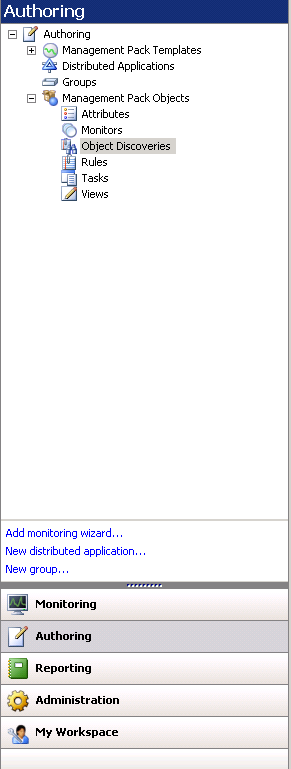 Authoring
Authoring
Management Pack Templates
Distributed Applications
Groups
Management Pack Objects
Attributes
Monitors
Object Discoveries
Rules
Tasks
Views
Add monitoring wizard...
New distributed application...
New group...
Monitoring
Authoring
Reporting
Administration
My Workspace